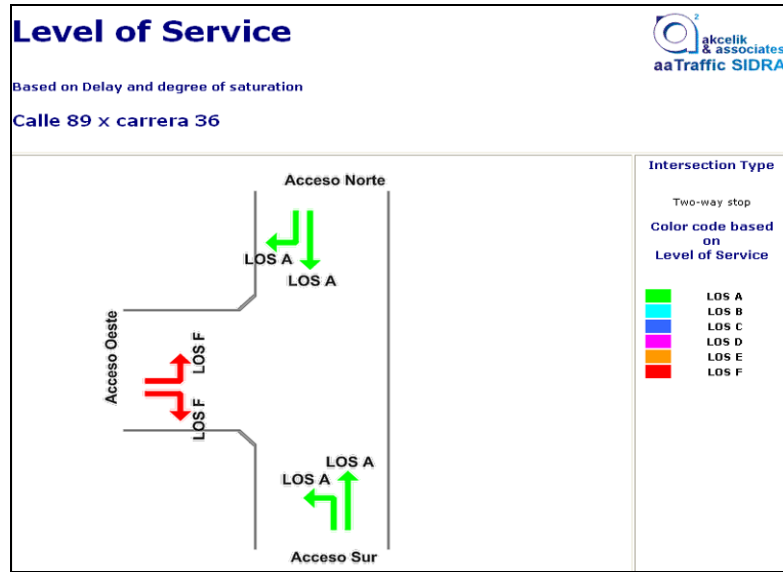 Level of Service
2
akcelik
& associates
aaTraffic SIDRA
Based on Delay and degree of saturation
Calle 89 x carrera 36
Acceso Norte
LOS A
LOS A
Acceso Oeste
LOS F
LOS F
LOS A
LOS A
Acceso Sur
Intersection Type
Two-way stop
Color code based
on
Level of Service
LOS A
LOS B
LOS C
LOS D
LOS E
LOS F